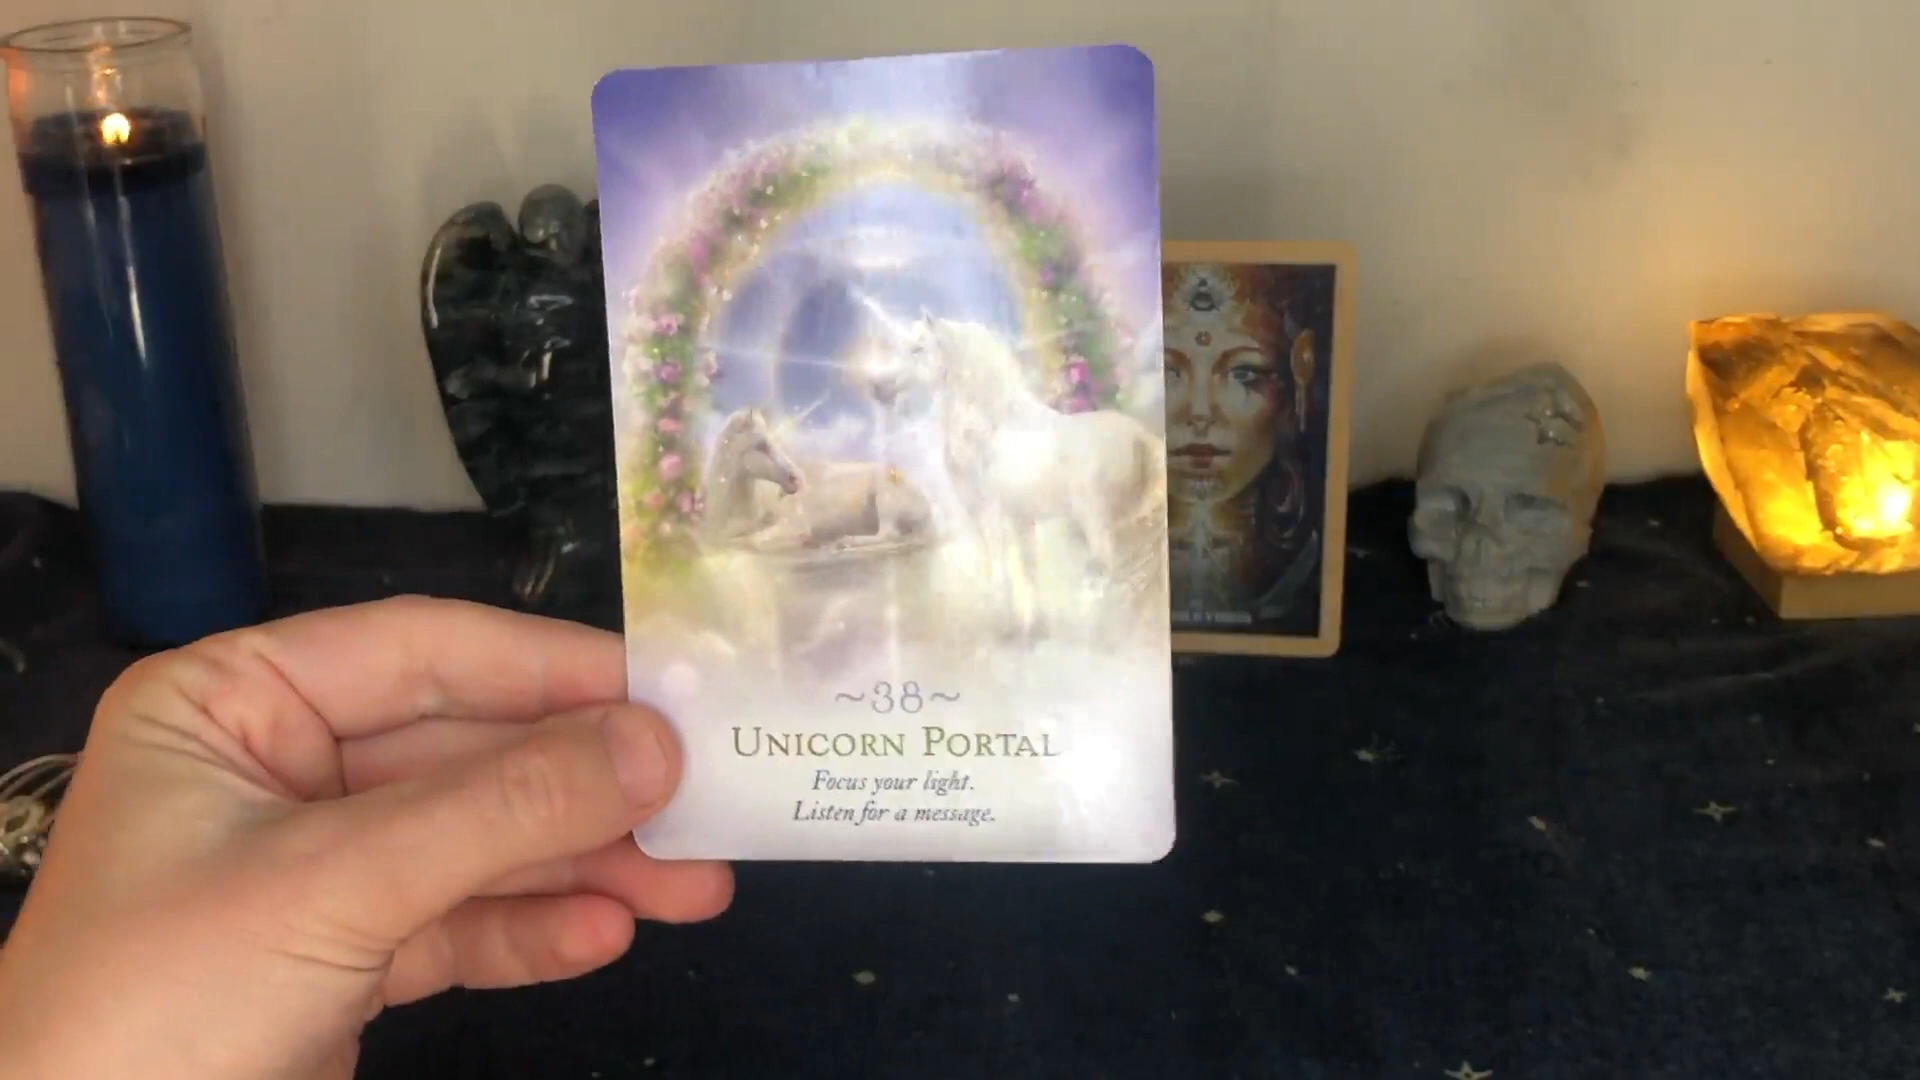 ~38~
UNICORN PORTAL
Focus your light.
Listen for a message.